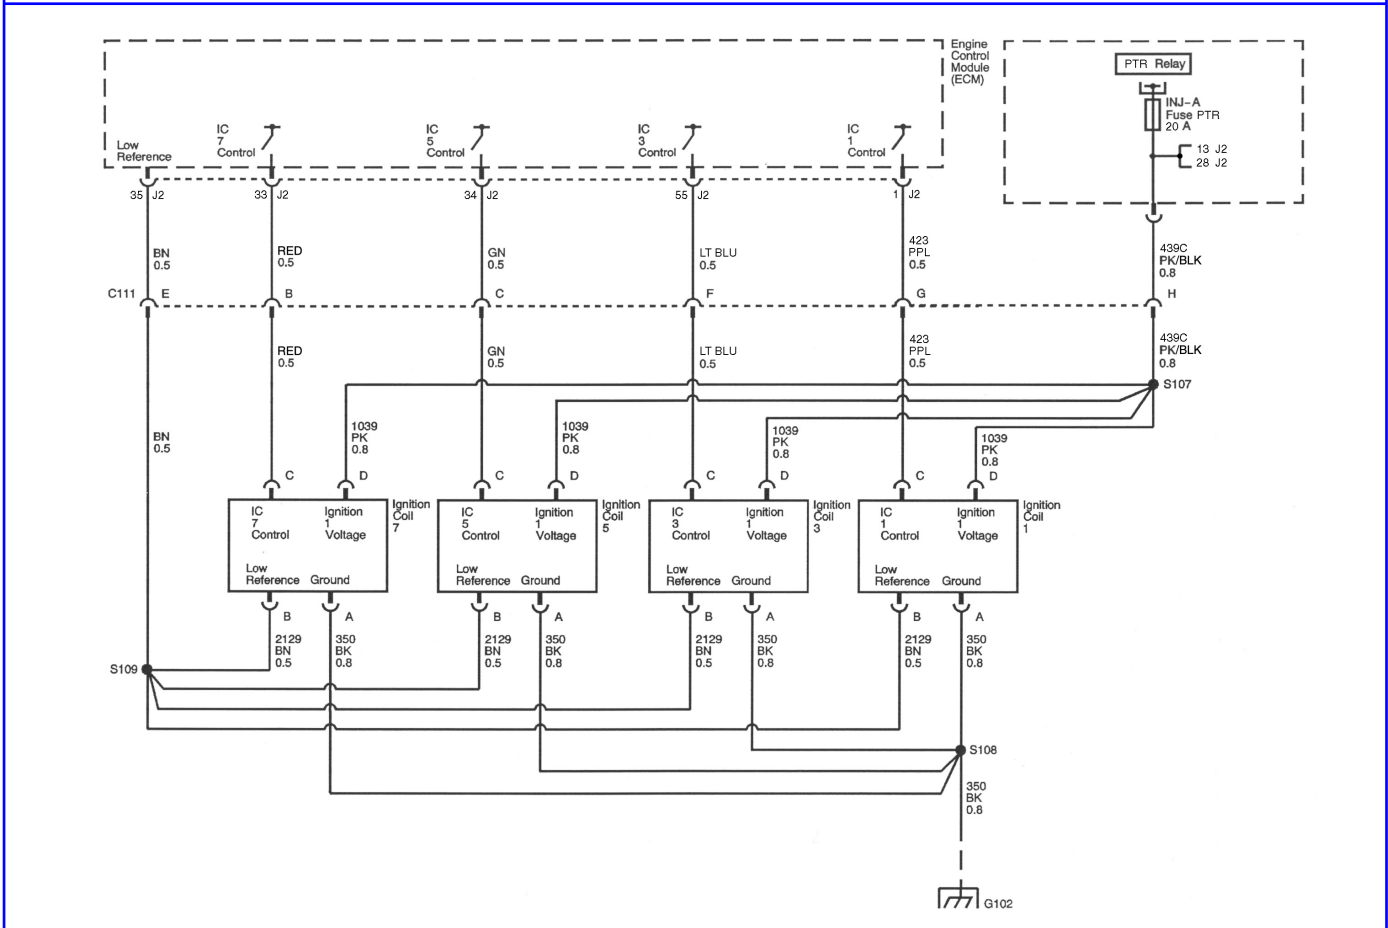 Engine
Control
Module
(ECM)
PTR Relay
INJ-A
Fuse PTR
20 A
13 J2
28 J2
Low
Reference
IC
7
Control
IC
5
Control
IC
3
Control
IC
1
Control
35 J2
33 J2
34 J2
55 J2
1 J2
BN
0.5
RED
0.5
GN
0.5
LT BLU
0.5
423
PPL
0.5
439C
PK/BLK
0.8
C111 E
B
C
F
G
H
RED
0.5
GN
0.5
LT BLU
0.5
423
PPL
0.5
439C
PK/BLK
0.8
S107
BN
0.5
1039
PK
0.8
1039
PK
0.8
1039
PK
0.8
1039
PK
0.8
C D
C D
C D
C D
IC
7
Control
Ignition
1
Voltage
Low
Reference
Ground
Ignition
Coil
7
IC
5
Control
Ignition
1
Voltage
Low
Reference
Ground
Ignition
Coil
5
IC
3
Control
Ignition
1
Voltage
Low
Reference
Ground
Ignition
Coil
3
IC
1
Control
Ignition
1
Voltage
Low
Reference
Ground
Ignition
Coil
1
B A
B A
B A
B A
2129
BN
0.5
350
BK
0.8
2129
BN
0.5
350
BK
0.8
2129
BN
0.5
350
BK
0.8
2129
BN
0.5
350
BK
0.8
S109
S108
350
BK
0.8
G102